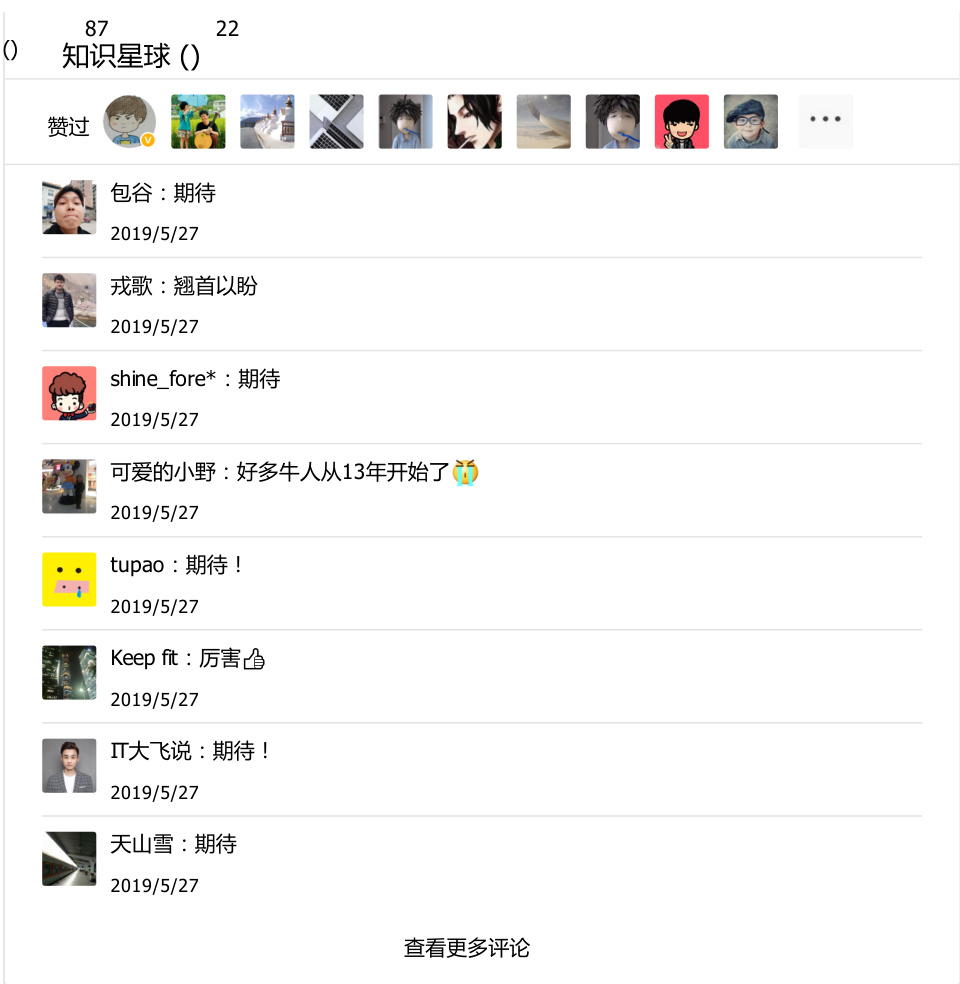 87 22
() 知识星球 ()
赞过
包谷：期待
2019/5/27
戎歌：翘首以盼
2019/5/27
shine_fore*：期待
2019/5/27
可爱的小野：好多牛人从13年开始了😭
2019/5/27
tupao：期待！
2019/5/27
Keep fit：厉害👍
2019/5/27
IT大飞说：期待！
2019/5/27
天山雪：期待
2019/5/27
查看更多评论